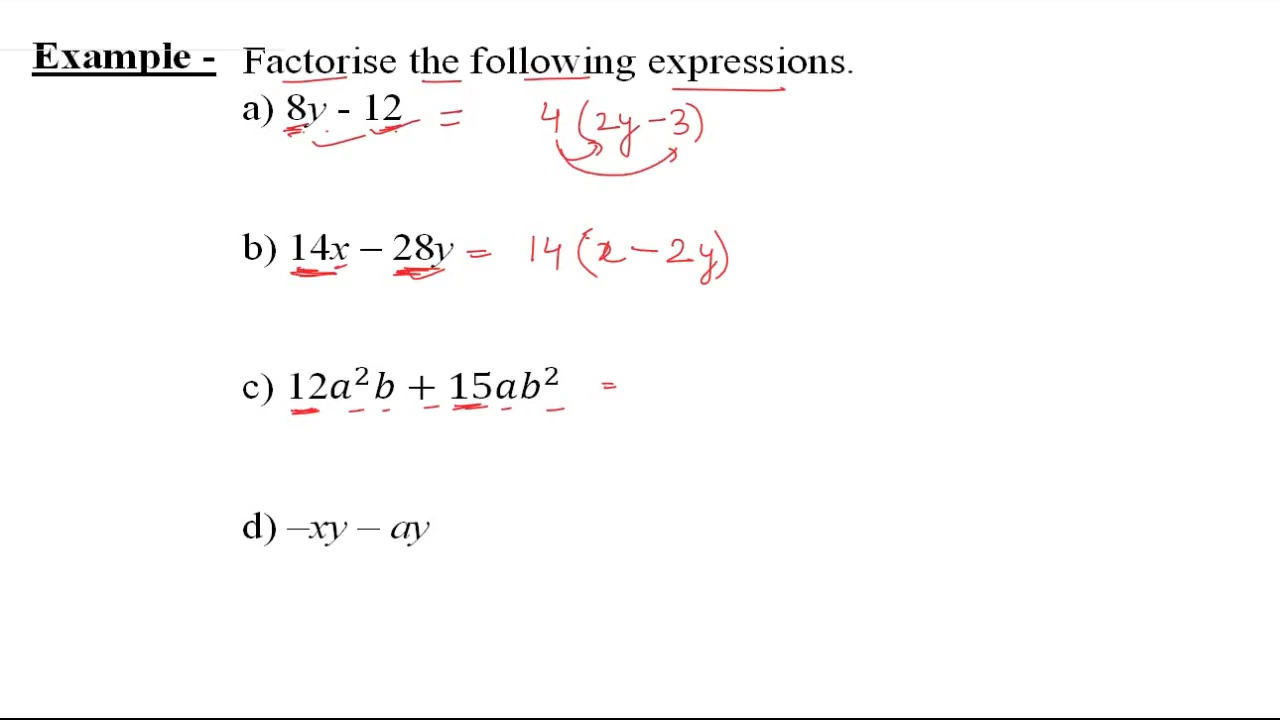 Example - Factorise the following expressions.
a) 8y - 12 = 4 (2y − 3)
b) 14x − 28y = 14 (x − 2y)
c) 12a²b + 15ab² =
d) −xy − ay